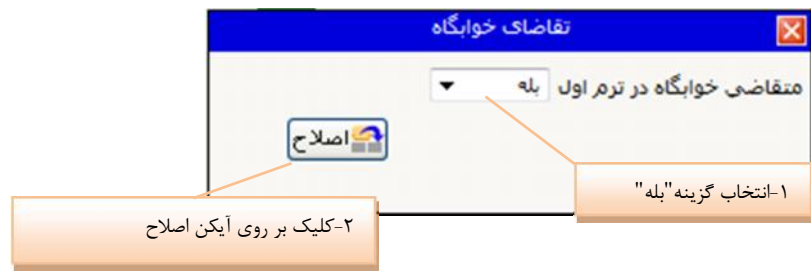 تقاضای خوابگاه
متقاضی خوابگاه در ترم اول بله
اصلاح
۱-انتخاب گزینه"بله"
۲-کلیک بر روی آیکن اصلاح